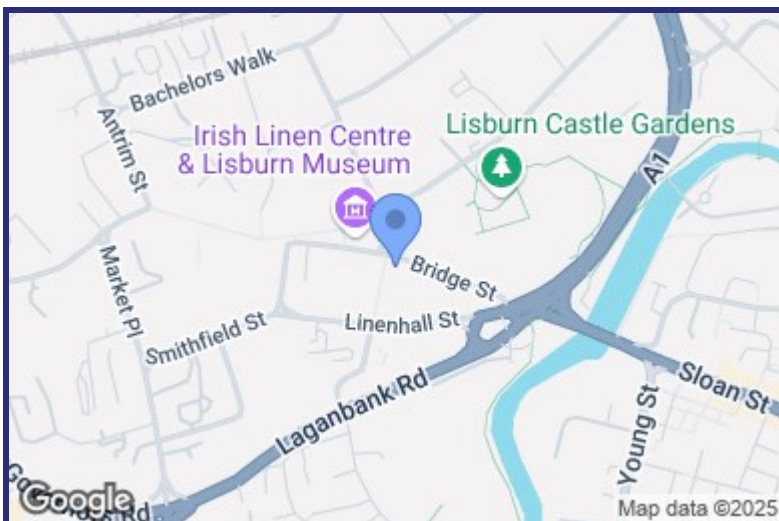 Bachelors Walk
Antrim St
Irish Linen Centre
& Lisburn Museum
Lisburn Castle Gardens
A1
Market Pl
Bridge St
Smithfield St
Linenhall St
Laganbank Rd
Sloan St
Young St
Google
Map data ©2025